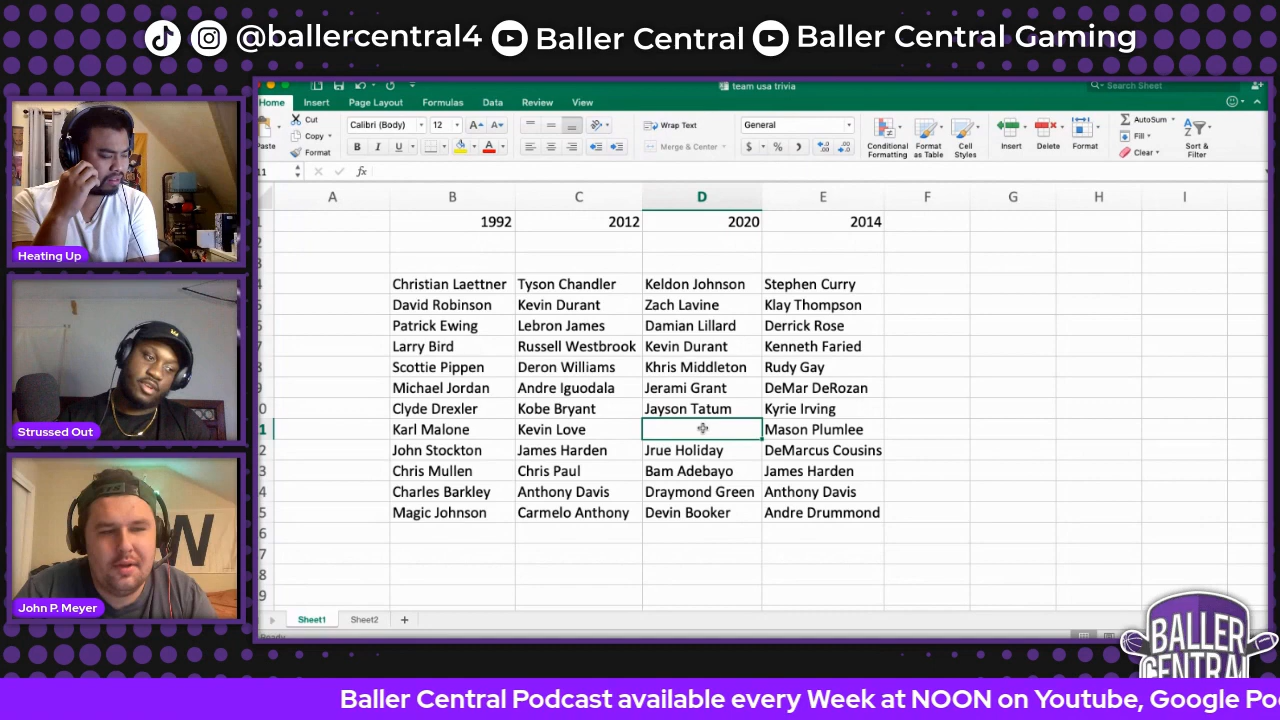 @ballercentral4 Baller Central Baller Central Gaming
team usa trivia
Search Sheet
Home Insert Page Layout Formulas Data Review View
Cut
Copy
Format
Calibri (Body) 12 A A
B I U A
Wrap Text
Merge & Center
General
$ % )
Conditional Formatting
Format as Table
Cell Styles
Insert
Delete
Format
AutoSum
Fill
Clear
Sort & Filter
fx
A B C D E F G H I
1992 2012 2020 2014
Christian Laettner Tyson Chandler Keldon Johnson Stephen Curry
David Robinson Kevin Durant Zach Lavine Klay Thompson
Patrick Ewing Lebron James Damian Lillard Derrick Rose
Larry Bird Russell Westbrook Kevin Durant Kenneth Faried
Scottie Pippen Deron Williams Khris Middleton Rudy Gay
Michael Jordan Andre Iguodala Jerami Grant DeMar DeRozan
Clyde Drexler Kobe Bryant Jayson Tatum Kyrie Irving
Karl Malone Kevin Love Mason Plumlee
John Stockton James Harden Jrue Holiday DeMarcus Cousins
Chris Mullen Chris Paul Bam Adebayo James Harden
Charles Barkley Anthony Davis Draymond Green Anthony Davis
Magic Johnson Carmelo Anthony Devin Booker Andre Drummond
Sheet1 Sheet2 +
Heating Up
Strussed Out
W
John P. Meyer
BALLER
CENTRAL
Baller Central Podcast available every Week at NOON on Youtube, Google Po